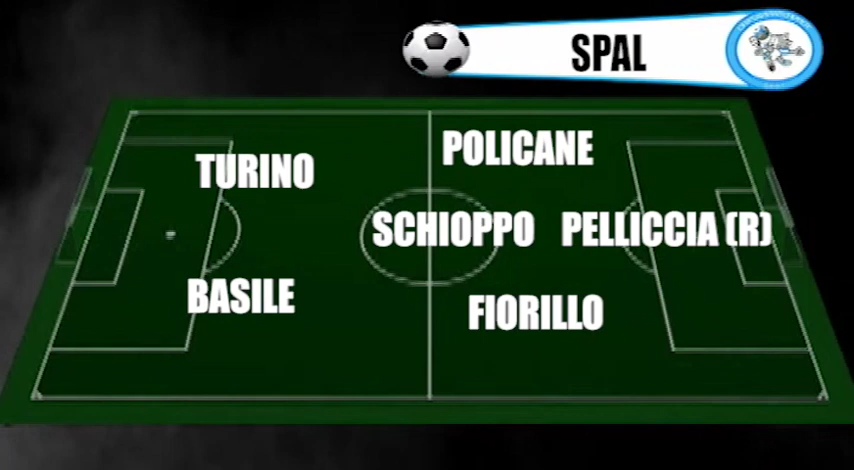 SPAL
POLICANE
TURINO
SCHIOPPO
PELLICCIA (R)
BASILE
FIORILLO